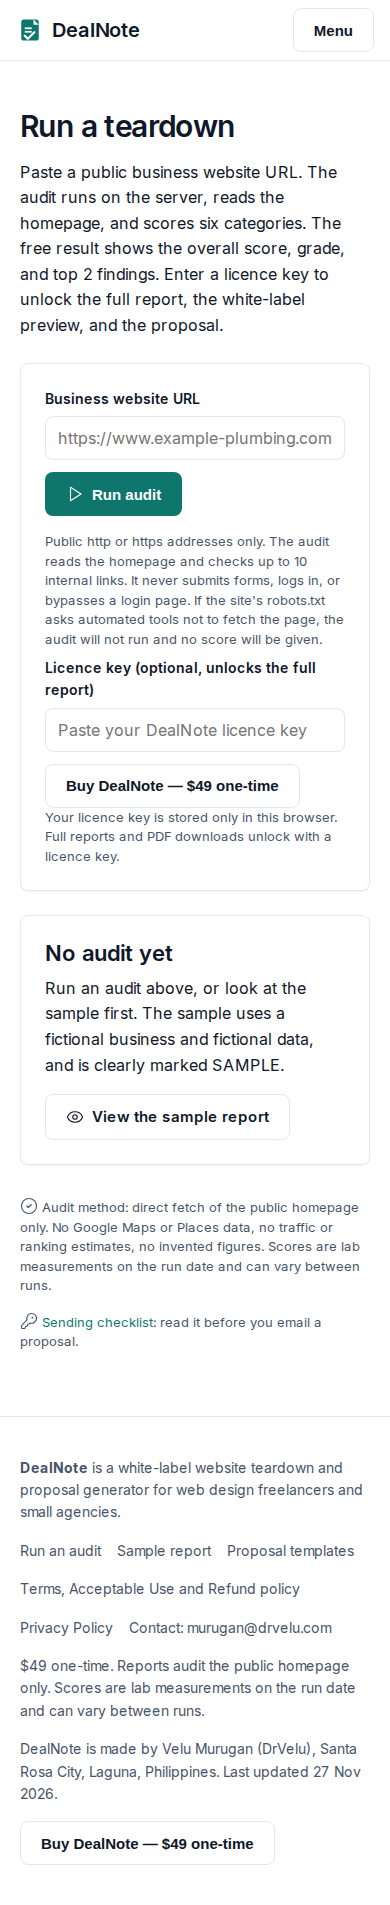 DealNote
Menu
Run a teardown
Paste a public business website URL. The
audit runs on the server, reads the
homepage, and scores six categories. The
free result shows the overall score, grade,
and top 2 findings. Enter a licence key to
unlock the full report, the white-label
preview, and the proposal.
Business website URL
https://www.example-plumbing.com
Run audit
Public http or https addresses only. The audit
reads the homepage and checks up to 10
internal links. It never submits forms, logs in, or
bypasses a login page. If the site's robots.txt
asks automated tools not to fetch the page, the
audit will not run and no score will be given.
Licence key (optional, unlocks the full
report)
Paste your DealNote licence key
Buy DealNote — $49 one-time
Your licence key is stored only in this browser.
Full reports and PDF downloads unlock with a
licence key.
No audit yet
Run an audit above, or look at the
sample first. The sample uses a
fictional business and fictional data,
and is clearly marked SAMPLE.
View the sample report
Audit method: direct fetch of the public homepage
only. No Google Maps or Places data, no traffic or
ranking estimates, no invented figures. Scores are lab
measurements on the run date and can vary between
runs.
Sending checklist: read it before you email a
proposal.
DealNote is a white-label website teardown and
proposal generator for web design freelancers and
small agencies.
Run an audit Sample report Proposal templates
Terms, Acceptable Use and Refund policy
Privacy Policy Contact: murugan@drvelu.com
$49 one-time. Reports audit the public homepage
only. Scores are lab measurements on the run date
and can vary between runs.
DealNote is made by Velu Murugan (DrVelu), Santa
Rosa City, Laguna, Philippines. Last updated 27 Nov
2026.
Buy DealNote — $49 one-time